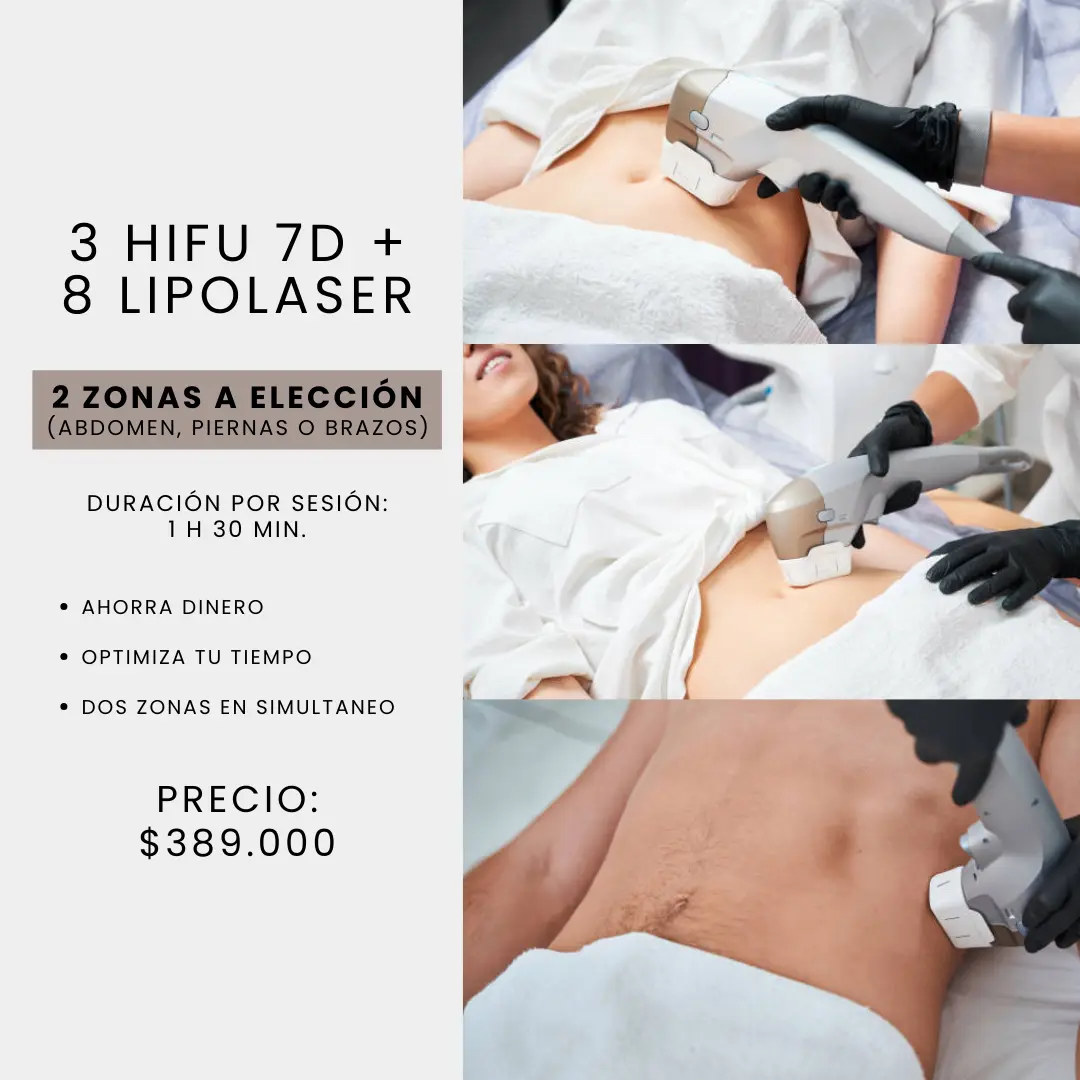 3 HIFU 7D +
8 LIPOLASER
2 ZONAS A ELECCIÓN
(ABDOMEN, PIERNAS O BRAZOS)
DURACIÓN POR SESIÓN:
1 H 30 MIN.
• AHORRA DINERO
• OPTIMIZA TU TIEMPO
• DOS ZONAS EN SIMULTANEO
PRECIO:
$389.000